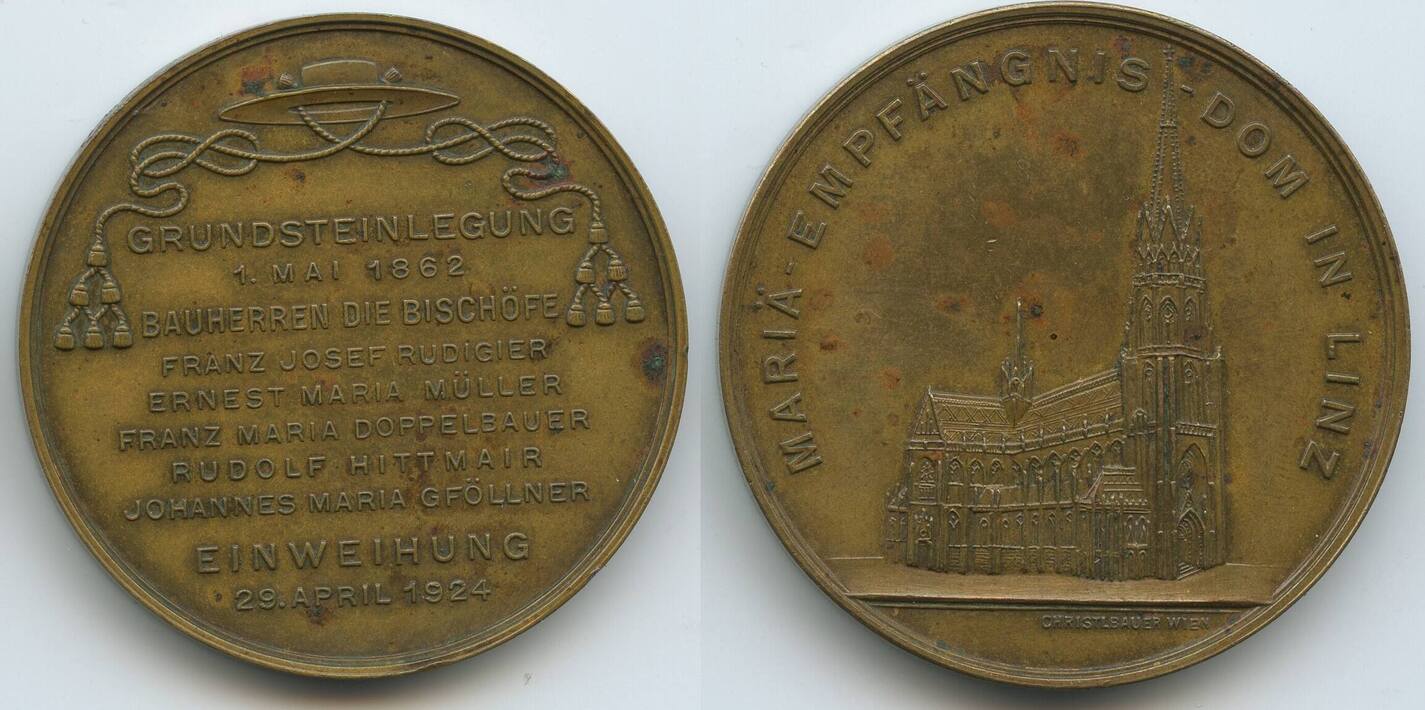 GRUNDSTEINLEGUNG
1. MAI 1862
BAUHERREN DIE BISCHÖFE
FRANZ JOSEF RUDIGIER
ERNEST MARIA MÜLLER
FRANZ MARIA DOPPELBAUER
RUDOLF HITTMAIR
JOHANNES MARIA GFÖLLNER
EINWEIHUNG
29. APRIL 1924
MARIÄ-EMPFÄNGNIS-DOM IN LINZ
CHRISTLBAUER WIEN